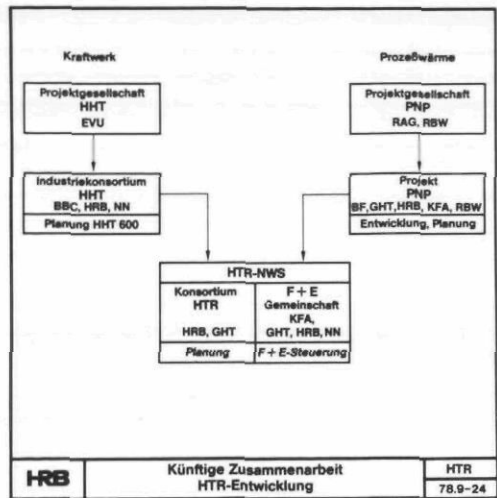 Kraftwerk
Prozeßwärme
Projektgesellschaft
HHT
EVU
Projektgesellschaft
PNP
RAG, RBW
Industriekonsortium
HHT
BBC, HRB, NN
Planung HHT 600
Projekt
PNP
BF, GHT, HRB, KFA, RBW
Entwicklung, Planung
HTR-NWS
Konsortium
HTR
HRB, GHT
Planung
F + E
Gemeinschaft
KFA,
GHT, HRB, NN
F + E-Steuerung
HRB
Künftige Zusammenarbeit
HTR-Entwicklung
HTR
78.9-24